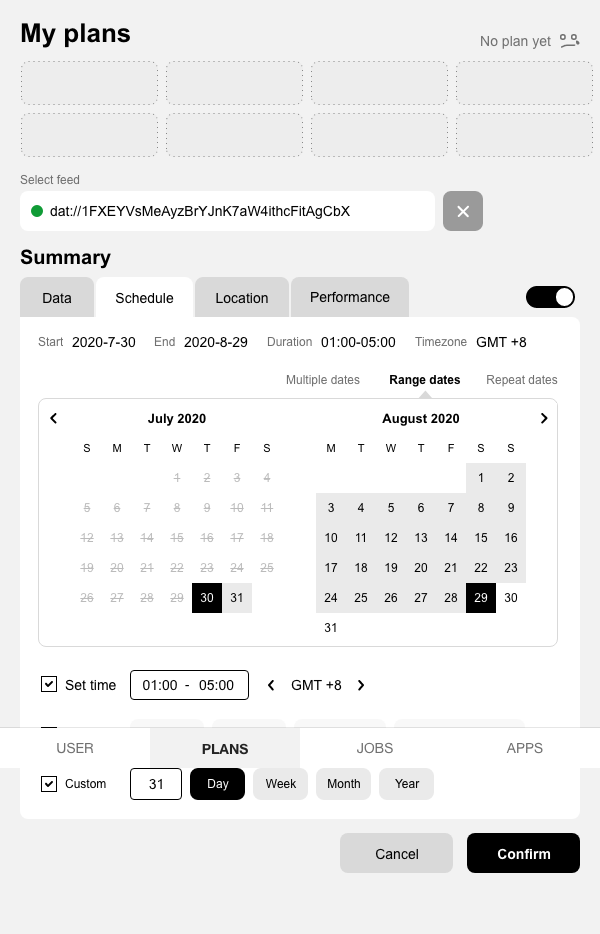 My plans
No plan yet
Select feed
dat://1FXEYVsMeAyzBrYJnK7aW4ithcFitAgCbX
Summary
Data Schedule Location Performance
Start 2020-7-30 End 2020-8-29 Duration 01:00-05:00 Timezone GMT +8
Multiple dates Range dates Repeat dates
July 2020
S M T W T F S
1 2 3 4
5 6 7 8 9 10 11
12 13 14 15 16 17 18
19 20 21 22 23 24 25
26 27 28 29 30 31
August 2020
M T W T F S S
1 2
3 4 5 6 7 8 9
10 11 12 13 14 15 16
17 18 19 20 21 22 23
24 25 26 27 28 29 30
31
Set time 01:00 - 05:00 GMT +8
USER PLANS JOBS APPS
Custom 31 Day Week Month Year
Cancel Confirm